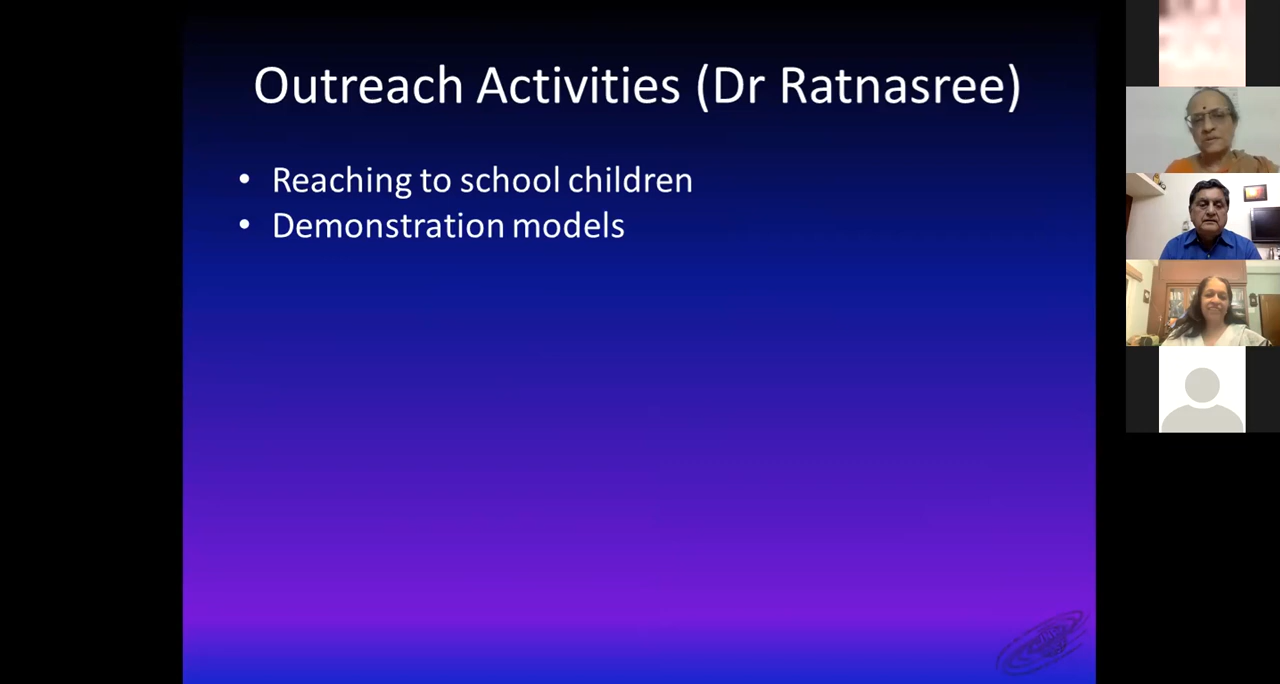 Outreach Activities (Dr Ratnasree)
• Reaching to school children
• Demonstration models